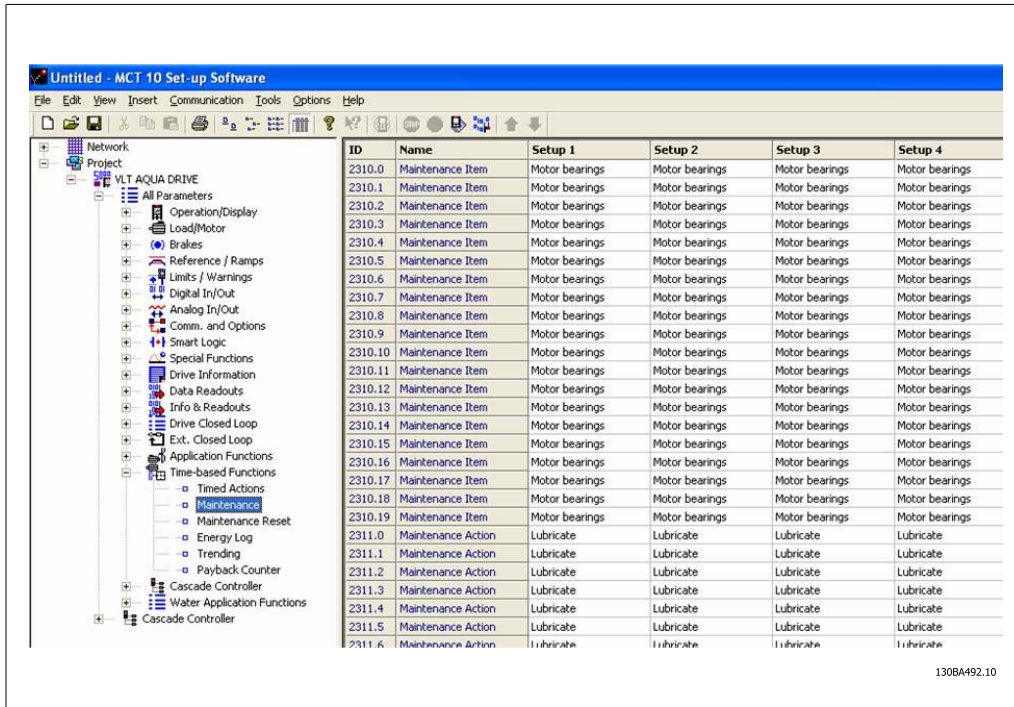 Untitled - MCT 10 Set-up Software
File Edit View Insert Communication Tools Options Help
Network
Project
VLT AQUA DRIVE
All Parameters
Operation/Display
Load/Motor
Brakes
Reference / Ramps
Limits / Warnings
Digital In/Out
Analog In/Out
Comm. and Options
Smart Logic
Special Functions
Drive Information
Data Readouts
Info & Readouts
Drive Closed Loop
Ext. Closed Loop
Application Functions
Time-based Functions
Timed Actions
Maintenance
Maintenance Reset
Energy Log
Trending
Payback Counter
Cascade Controller
Water Application Functions
Cascade Controller
ID Name Setup 1 Setup 2 Setup 3 Setup 4
2310.0 Maintenance Item Motor bearings Motor bearings Motor bearings Motor bearings
2310.1 Maintenance Item Motor bearings Motor bearings Motor bearings Motor bearings
2310.2 Maintenance Item Motor bearings Motor bearings Motor bearings Motor bearings
2310.3 Maintenance Item Motor bearings Motor bearings Motor bearings Motor bearings
2310.4 Maintenance Item Motor bearings Motor bearings Motor bearings Motor bearings
2310.5 Maintenance Item Motor bearings Motor bearings Motor bearings Motor bearings
2310.6 Maintenance Item Motor bearings Motor bearings Motor bearings Motor bearings
2310.7 Maintenance Item Motor bearings Motor bearings Motor bearings Motor bearings
2310.8 Maintenance Item Motor bearings Motor bearings Motor bearings Motor bearings
2310.9 Maintenance Item Motor bearings Motor bearings Motor bearings Motor bearings
2310.10 Maintenance Item Motor bearings Motor bearings Motor bearings Motor bearings
2310.11 Maintenance Item Motor bearings Motor bearings Motor bearings Motor bearings
2310.12 Maintenance Item Motor bearings Motor bearings Motor bearings Motor bearings
2310.13 Maintenance Item Motor bearings Motor bearings Motor bearings Motor bearings
2310.14 Maintenance Item Motor bearings Motor bearings Motor bearings Motor bearings
2310.15 Maintenance Item Motor bearings Motor bearings Motor bearings Motor bearings
2310.16 Maintenance Item Motor bearings Motor bearings Motor bearings Motor bearings
2310.17 Maintenance Item Motor bearings Motor bearings Motor bearings Motor bearings
2310.18 Maintenance Item Motor bearings Motor bearings Motor bearings Motor bearings
2310.19 Maintenance Item Motor bearings Motor bearings Motor bearings Motor bearings
2311.0 Maintenance Action Lubricate Lubricate Lubricate Lubricate
2311.1 Maintenance Action Lubricate Lubricate Lubricate Lubricate
2311.2 Maintenance Action Lubricate Lubricate Lubricate Lubricate
2311.3 Maintenance Action Lubricate Lubricate Lubricate Lubricate
2311.4 Maintenance Action Lubricate Lubricate Lubricate Lubricate
2311.5 Maintenance Action Lubricate Lubricate Lubricate Lubricate
2311.6 Maintenance Action Lubricate Lubricate Lubricate Lubricate
130BA492.10